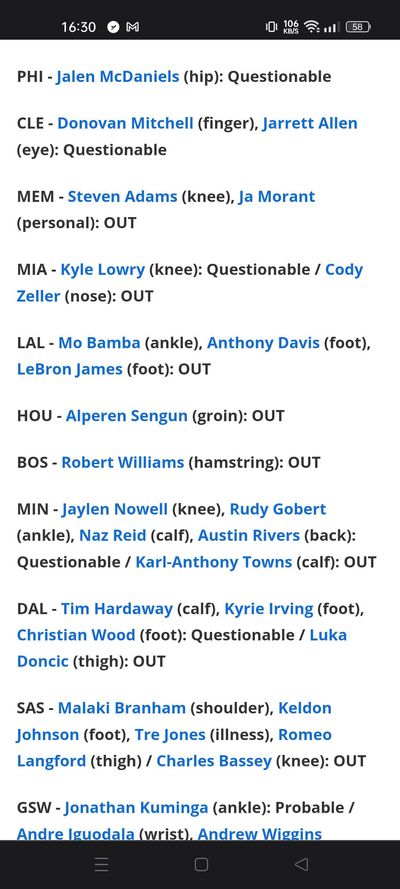 16:30
106
KB/S
58
PHI - Jalen McDaniels (hip): Questionable
CLE - Donovan Mitchell (finger), Jarrett Allen
(eye): Questionable
MEM - Steven Adams (knee), Ja Morant
(personal): OUT
MIA - Kyle Lowry (knee): Questionable / Cody
Zeller (nose): OUT
LAL - Mo Bamba (ankle), Anthony Davis (foot),
LeBron James (foot): OUT
HOU - Alperen Sengun (groin): OUT
BOS - Robert Williams (hamstring): OUT
MIN - Jaylen Nowell (knee), Rudy Gobert
(ankle), Naz Reid (calf), Austin Rivers (back):
Questionable / Karl-Anthony Towns (calf): OUT
DAL - Tim Hardaway (calf), Kyrie Irving (foot),
Christian Wood (foot): Questionable / Luka
Doncic (thigh): OUT
SAS - Malaki Branham (shoulder), Keldon
Johnson (foot), Tre Jones (illness), Romeo
Langford (thigh) / Charles Bassey (knee): OUT
GSW - Jonathan Kuminga (ankle): Probable /
Andre Iguodala (wrist), Andrew Wiggins